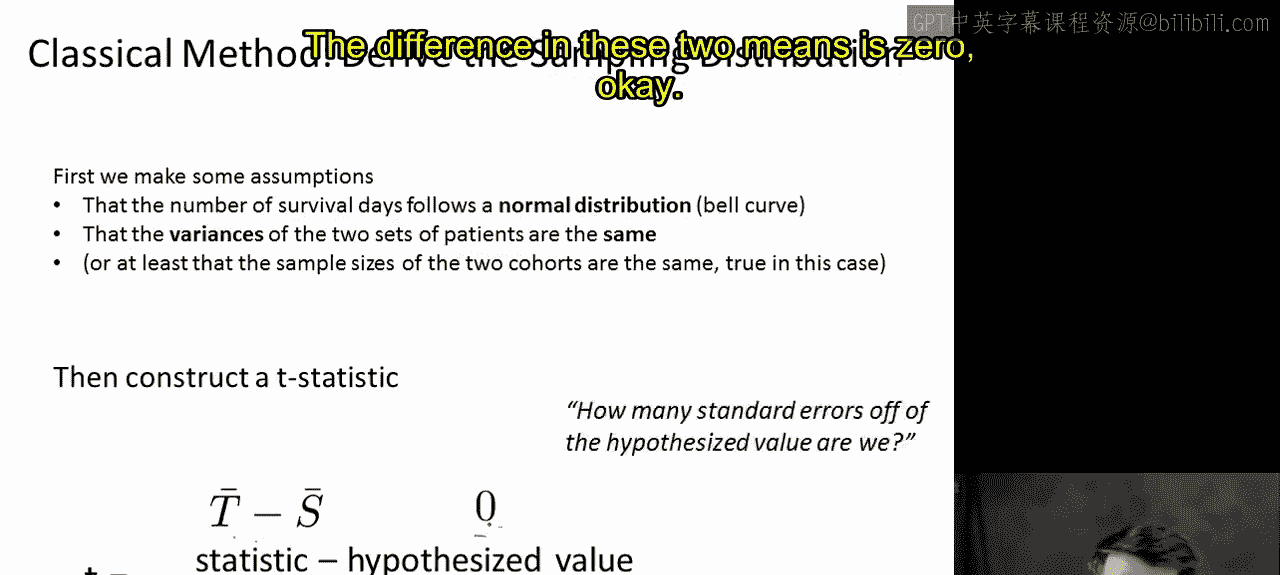 GPT中英字幕课程资源@bilibili.com
The difference in these two means is zero,
okay.
Classical Method: Derive the Sampling Distribution
First we make some assumptions
• That the number of survival days follows a normal distribution (bell curve)
• That the variances of the two sets of patients are the same
• (or at least that the sample sizes of the two cohorts are the same, true in this case)
Then construct a t-statistic
“How many standard errors off of
the hypothesized value are we?”
T̄ – S̄ 0
statistic – hypothesized value
t =